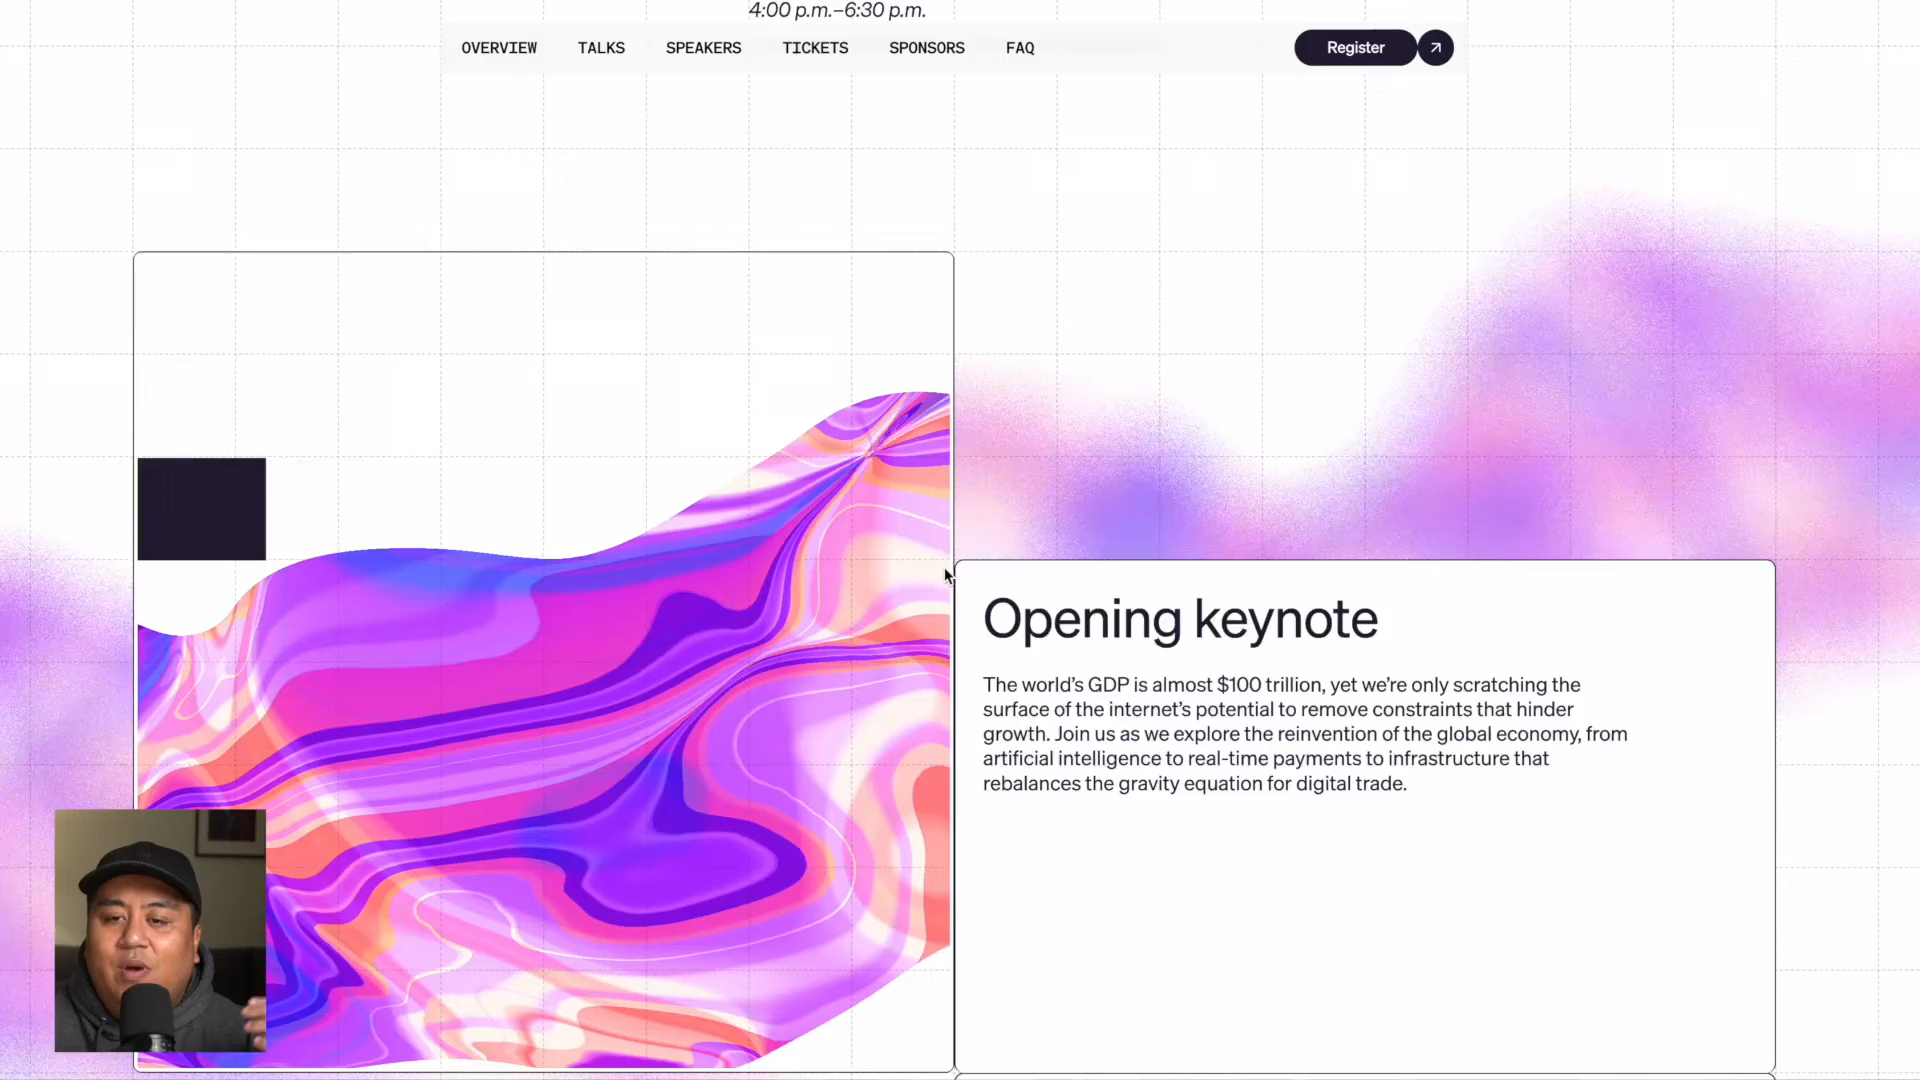 4:00 p.m.–6:30 p.m.
OVERVIEW TALKS SPEAKERS TICKETS SPONSORS FAQ Register
Opening keynote
The world’s GDP is almost $100 trillion, yet we’re only scratching the
surface of the internet’s potential to remove constraints that hinder
growth. Join us as we explore the reinvention of the global economy, from
artificial intelligence to real-time payments to infrastructure that
rebalances the gravity equation for digital trade.